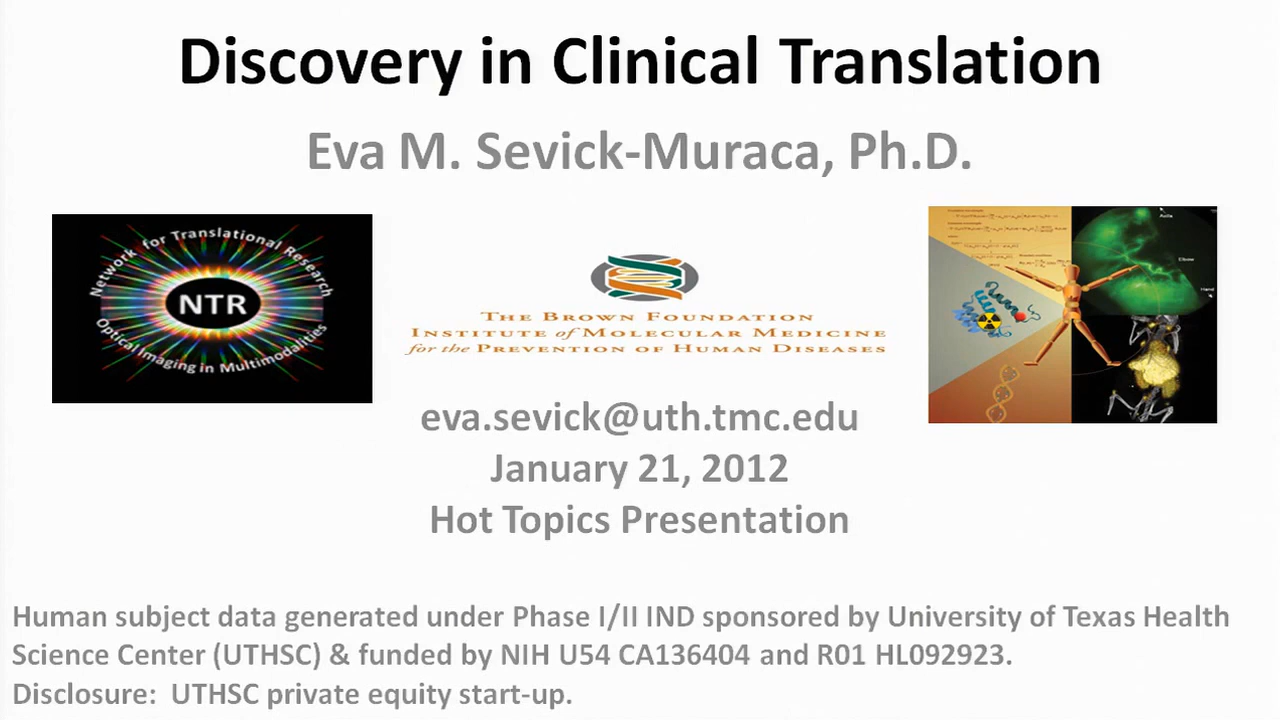 Discovery in Clinical Translation
Eva M. Sevick-Muraca, Ph.D.
Network for Translational Research
NTR
Optical Imaging in Multimodalities
THE BROWN FOUNDATION
INSTITUTE of MOLECULAR MEDICINE
for the PREVENTION OF HUMAN DISEASES
Axilla
Elbow
Hand
eva.sevick@uth.tmc.edu
January 21, 2012
Hot Topics Presentation
Human subject data generated under Phase I/II IND sponsored by University of Texas Health
Science Center (UTHSC) & funded by NIH U54 CA136404 and R01 HL092923.
Disclosure: UTHSC private equity start-up.